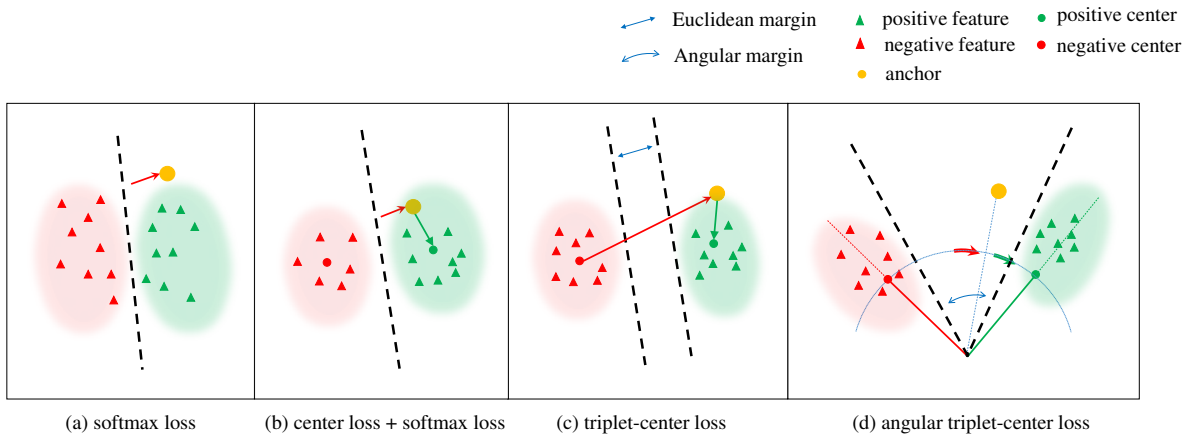 Euclidean margin
Angular margin
positive feature
negative feature
anchor
positive center
negative center
(a) softmax loss
(b) center loss + softmax loss
(c) triplet-center loss
(d) angular triplet-center loss